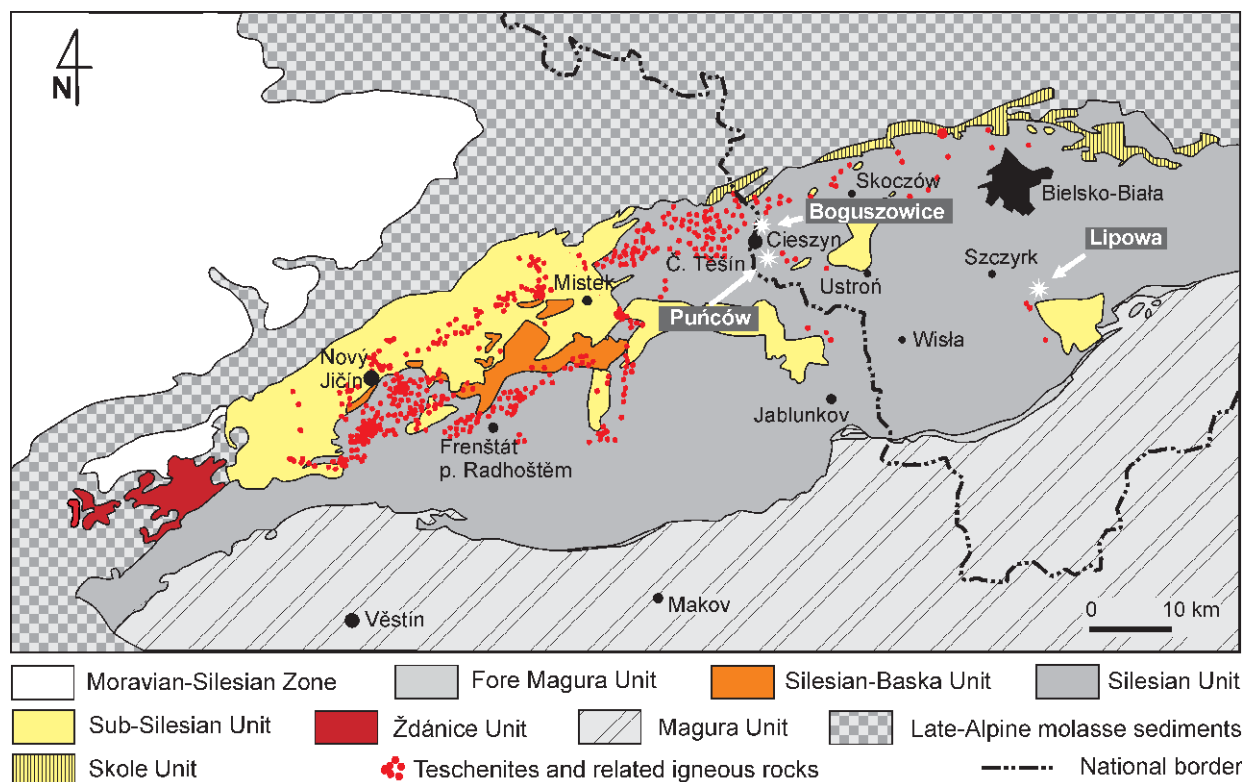 N
Skoczów
Bielsko-Biała
Boguszowice
Lipowa
Cieszyn
Č. Tešín
Szczyrk
Mistek
Ustroń
Puńców
Wisła
Nový
Jičín
Jablunkov
Frenštát
p. Radhoštěm
Makov
0 10 km
Věstín
Moravian-Silesian Zone
Fore Magura Unit
Silesian-Baska Unit
Silesian Unit
Sub-Silesian Unit
Ždánice Unit
Magura Unit
Late-Alpine molasse sediments
Skole Unit
Teschenites and related igneous rocks
National border